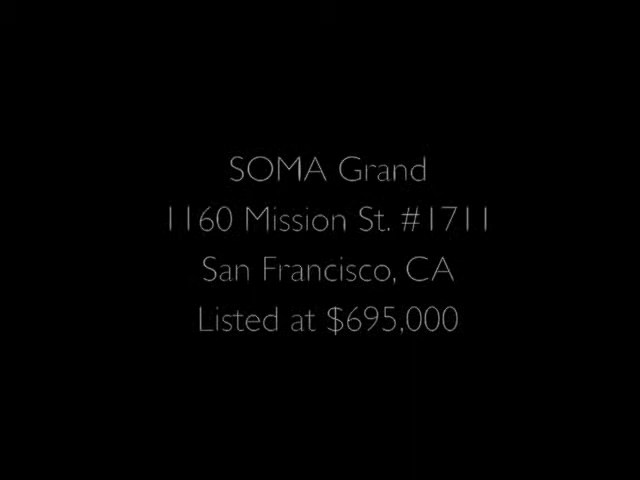 SOMA Grand
1160 Mission St. #1711
San Francisco, CA
Listed at $695,000